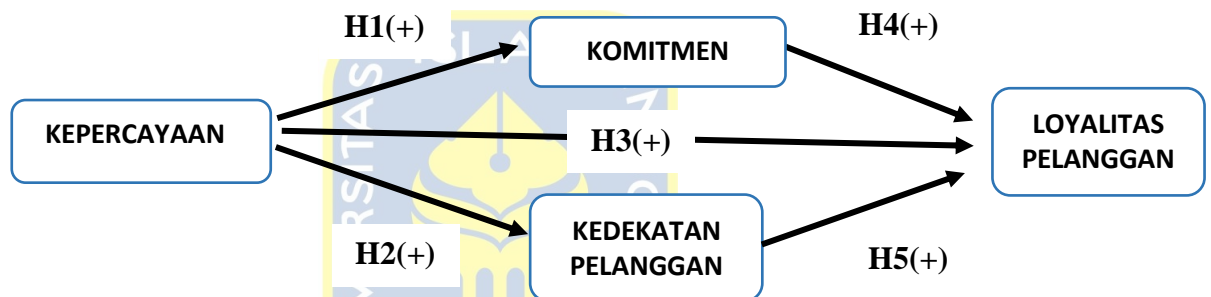 H1(+)
H4(+)
KOMITMEN
KEPERCAYAAN
H3(+)
LOYALITAS
PELANGGAN
H2(+)
KEDEKATAN
PELANGGAN
H5(+)